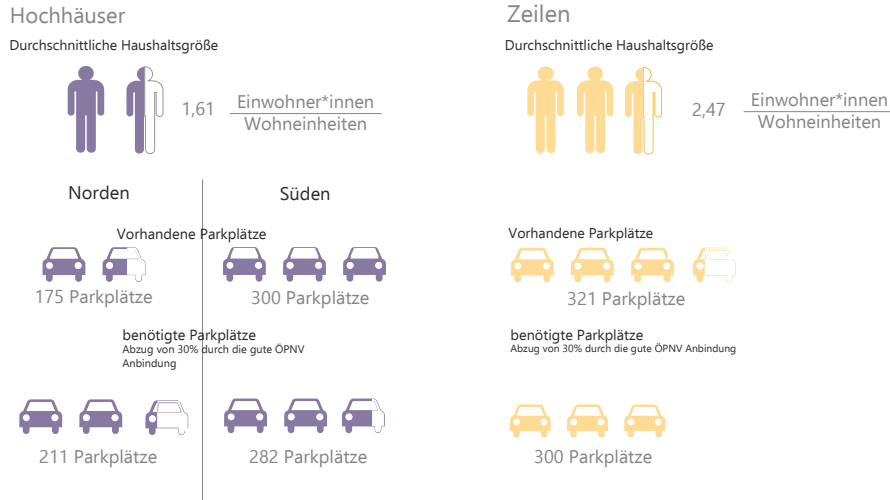 Hochhäuser
Durchschnittliche Haushaltsgröße
1,61
Einwohner*innen
Wohneinheiten
Norden
Süden
Vorhandene Parkplätze
175 Parkplätze
300 Parkplätze
benötigte Parkplätze
Abzug von 30% durch die gute ÖPNV
Anbindung
211 Parkplätze
282 Parkplätze
Zeilen
Durchschnittliche Haushaltsgröße
2,47
Einwohner*innen
Wohneinheiten
Vorhandene Parkplätze
321 Parkplätze
benötigte Parkplätze
Abzug von 30% durch die gute ÖPNV Anbindung
300 Parkplätze